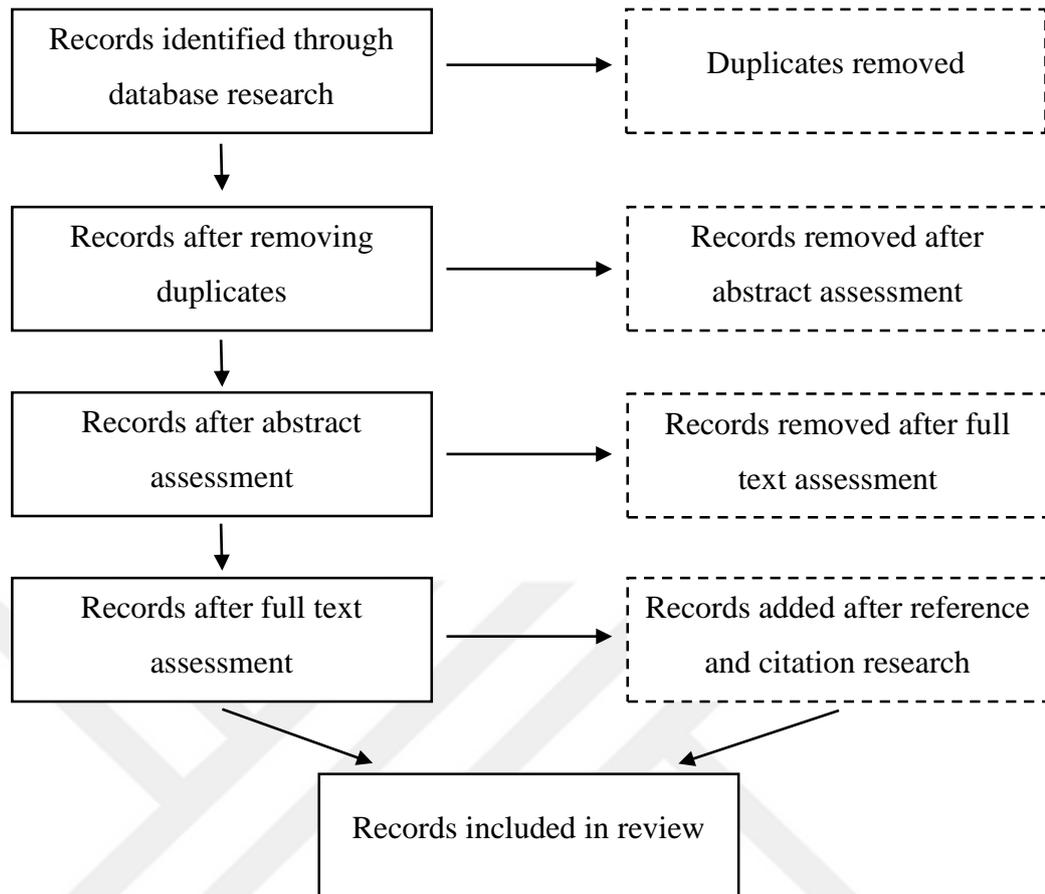 Records identified through
database research
Duplicates removed
Records after removing
duplicates
Records removed after
abstract assessment
Records after abstract
assessment
Records removed after full
text assessment
Records after full text
assessment
Records added after reference
and citation research
Records included in review